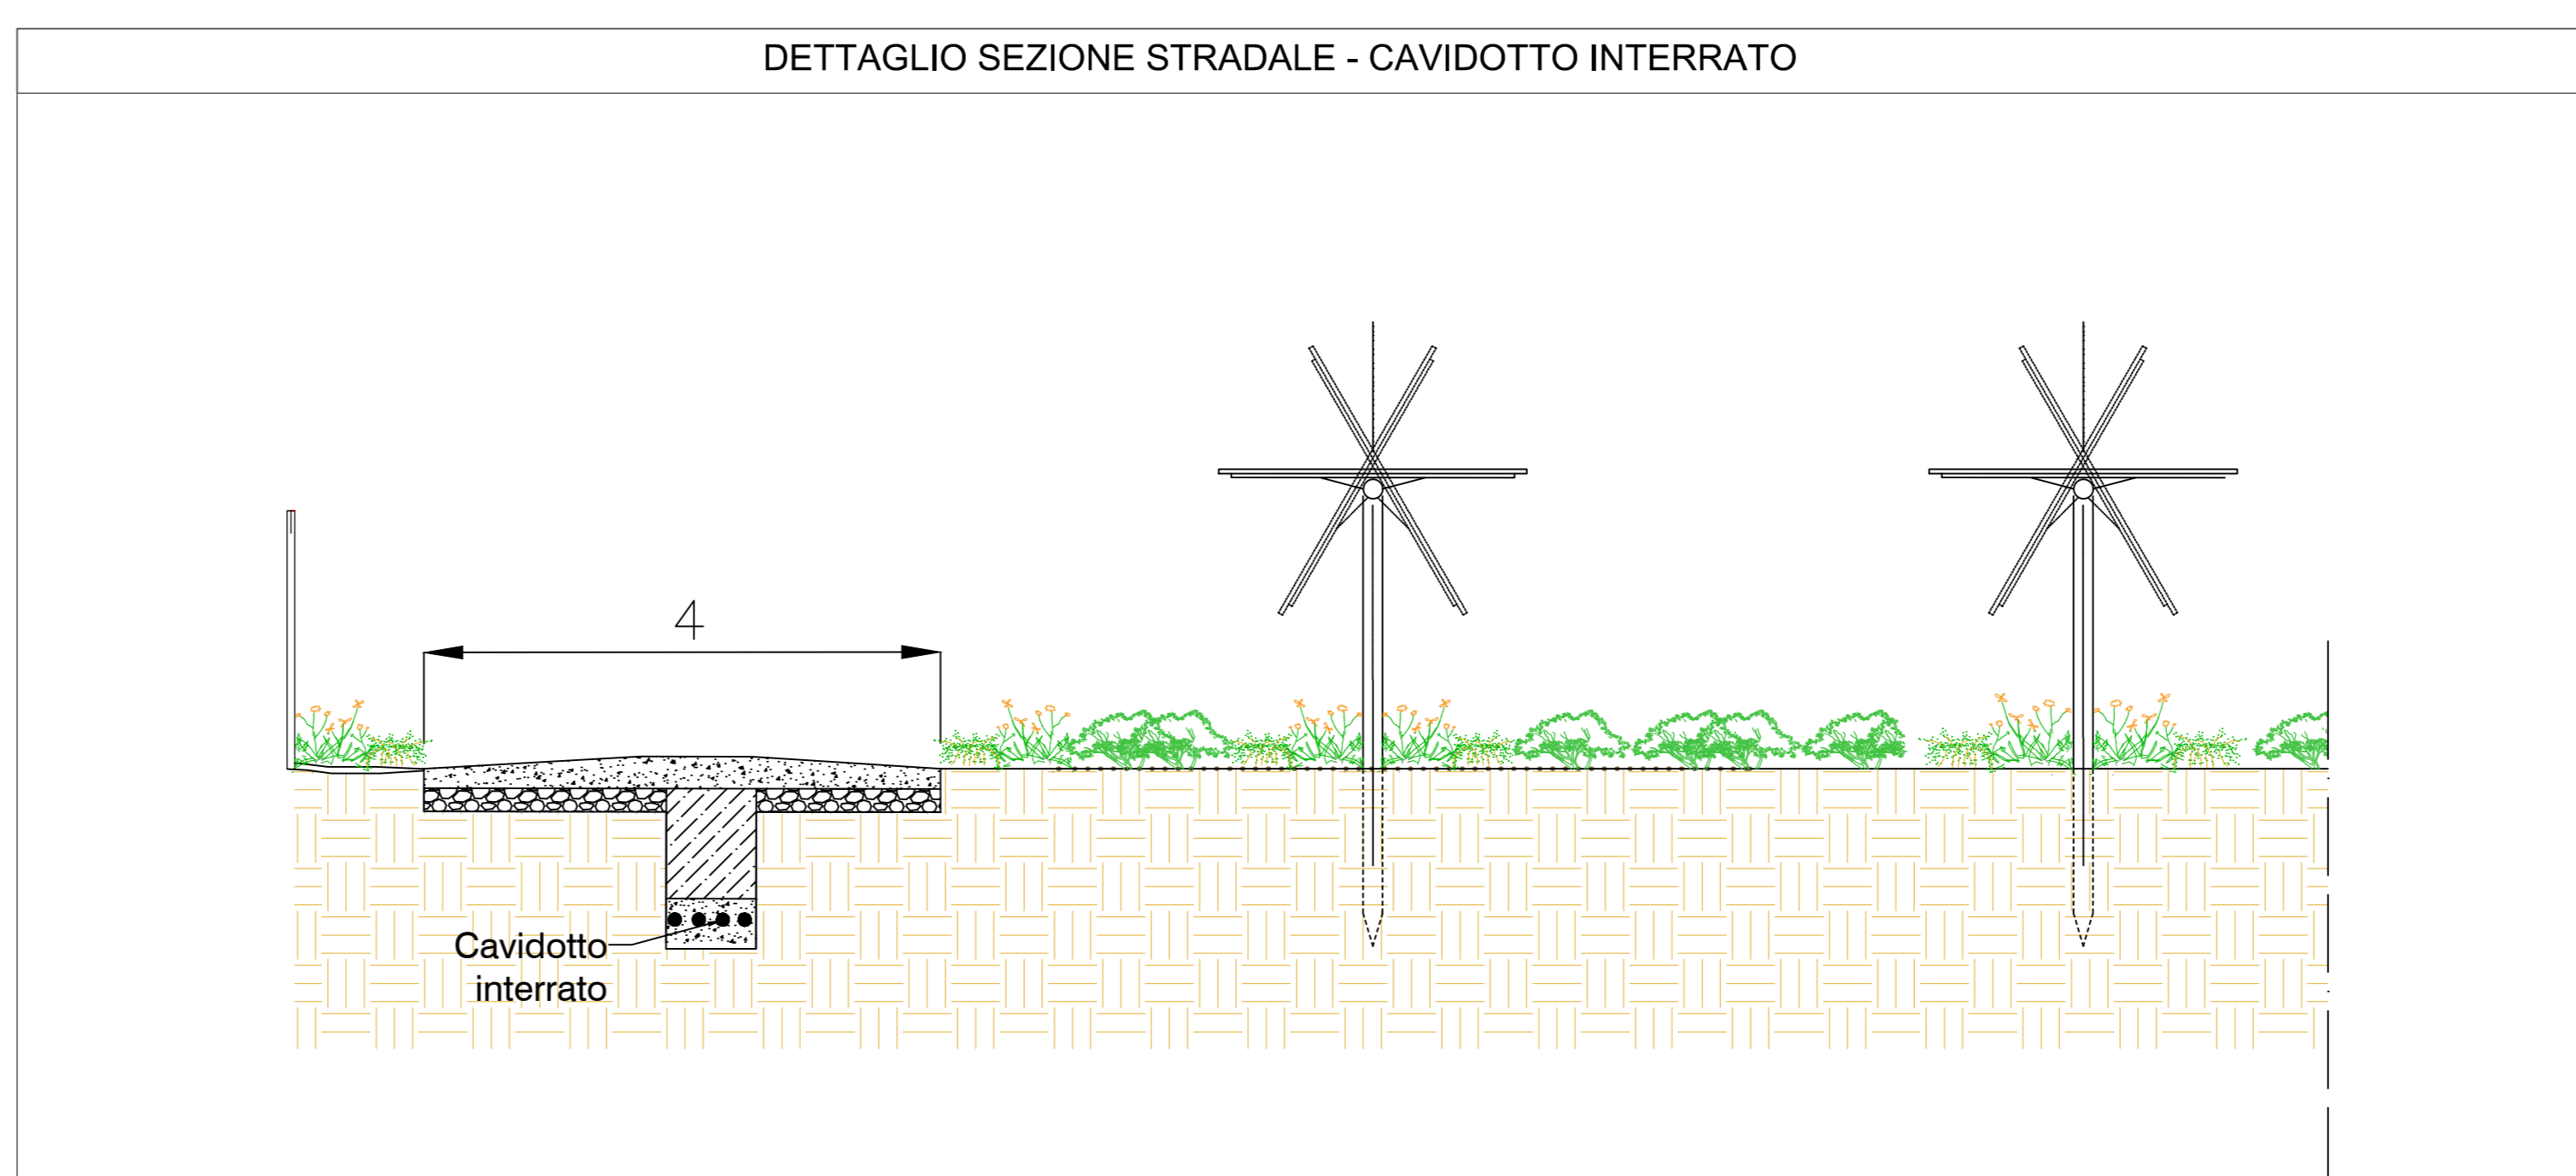 DETTAGLIO SEZIONE STRADALE - CAVIDOTTO INTERRATO
4
Cavidotto
interrato